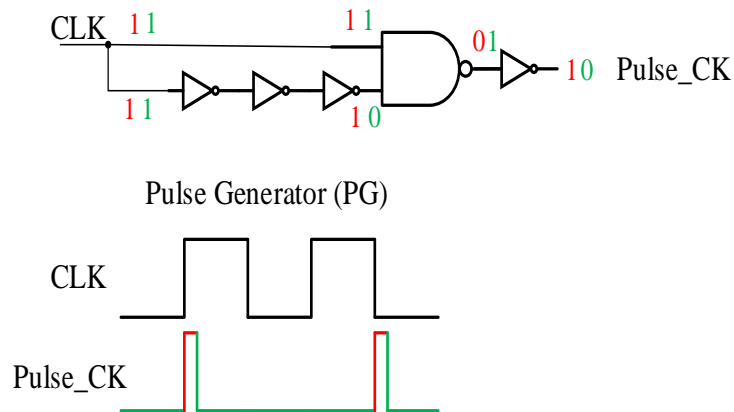 CLK 1 1 1 1 0 1
1 1 1 0 1 0 Pulse_CK
Pulse Generator (PG)
CLK
Pulse_CK